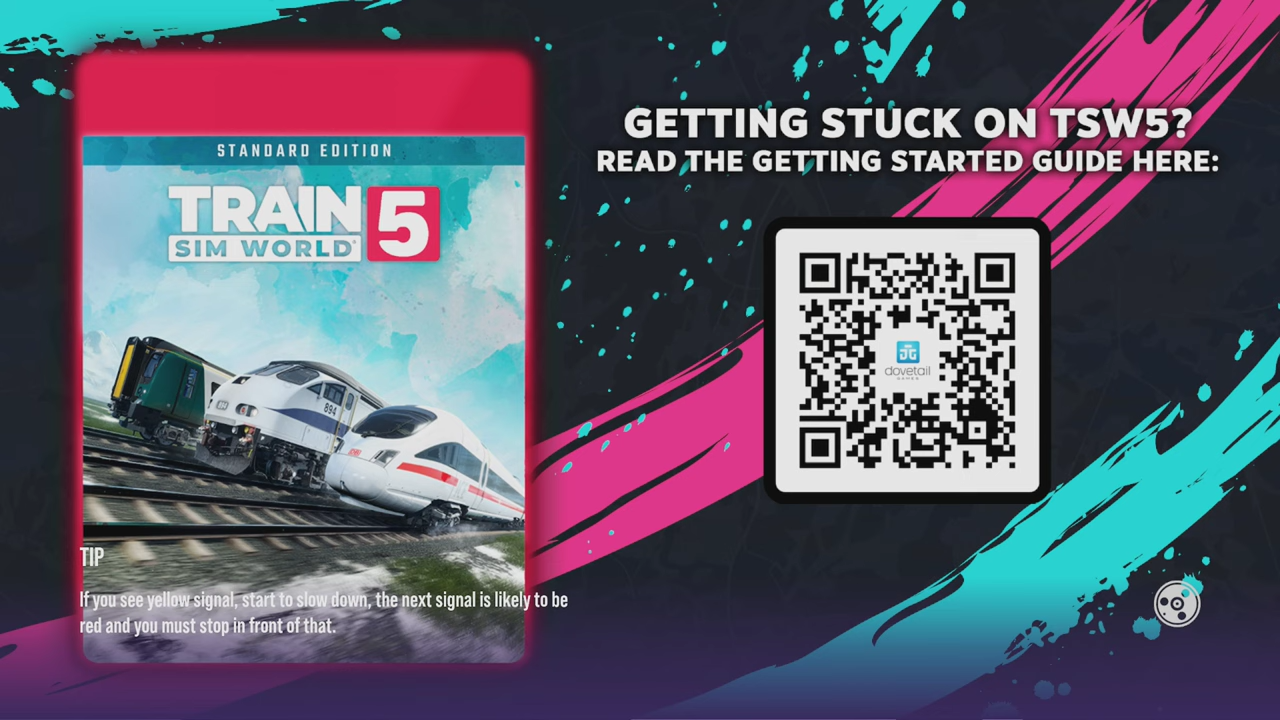 STANDARD EDITION
TRAIN 5
SIM WORLD
894
TIP
If you see yellow signal, start to slow down, the next signal is likely to be
red and you must stop in front of that.
GETTING STUCK ON TSW5?
READ THE GETTING STARTED GUIDE HERE:
dovetail
GAMES